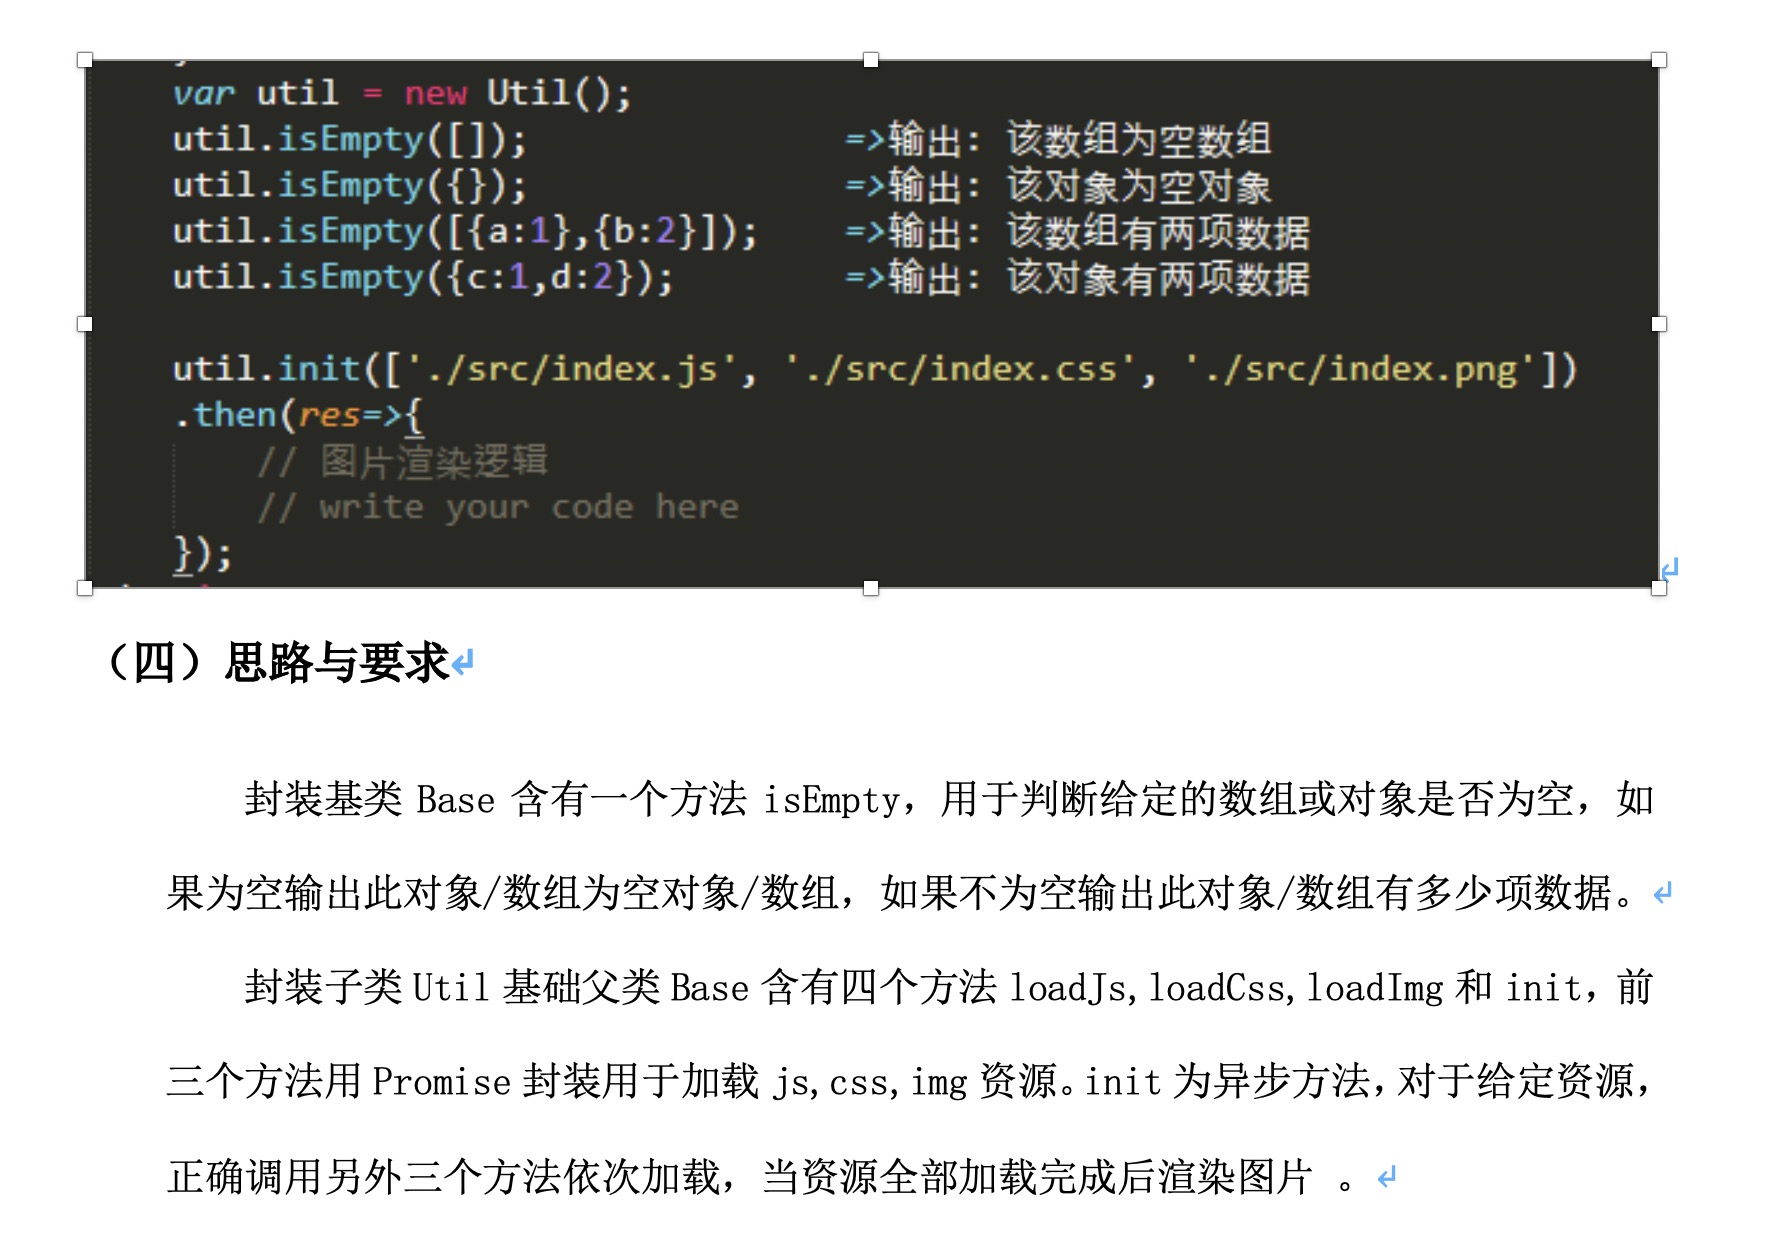 var util = new Util();
util.isEmpty([]); =>输出: 该数组为空数组
util.isEmpty({}); =>输出: 该对象为空对象
util.isEmpty([{a:1},{b:2}]); =>输出: 该数组有两项数据
util.isEmpty({c:1,d:2}); =>输出: 该对象有两项数据
util.init(['./src/index.js', './src/index.css', './src/index.png'])
.then(res=>{
// 图片渲染逻辑
// write your code here
});
（四）思路与要求
封装基类 Base 含有一个方法 isEmpty，用于判断给定的数组或对象是否为空，如
果为空输出此对象/数组为空对象/数组，如果不为空输出此对象/数组有多少项数据。
封装子类 Util 基础父类 Base 含有四个方法 loadJs,loadCss,loadImg 和 init，前
三个方法用 Promise 封装用于加载 js,css,img 资源。init 为异步方法，对于给定资源，
正确调用另外三个方法依次加载，当资源全部加载完成后渲染图片 。